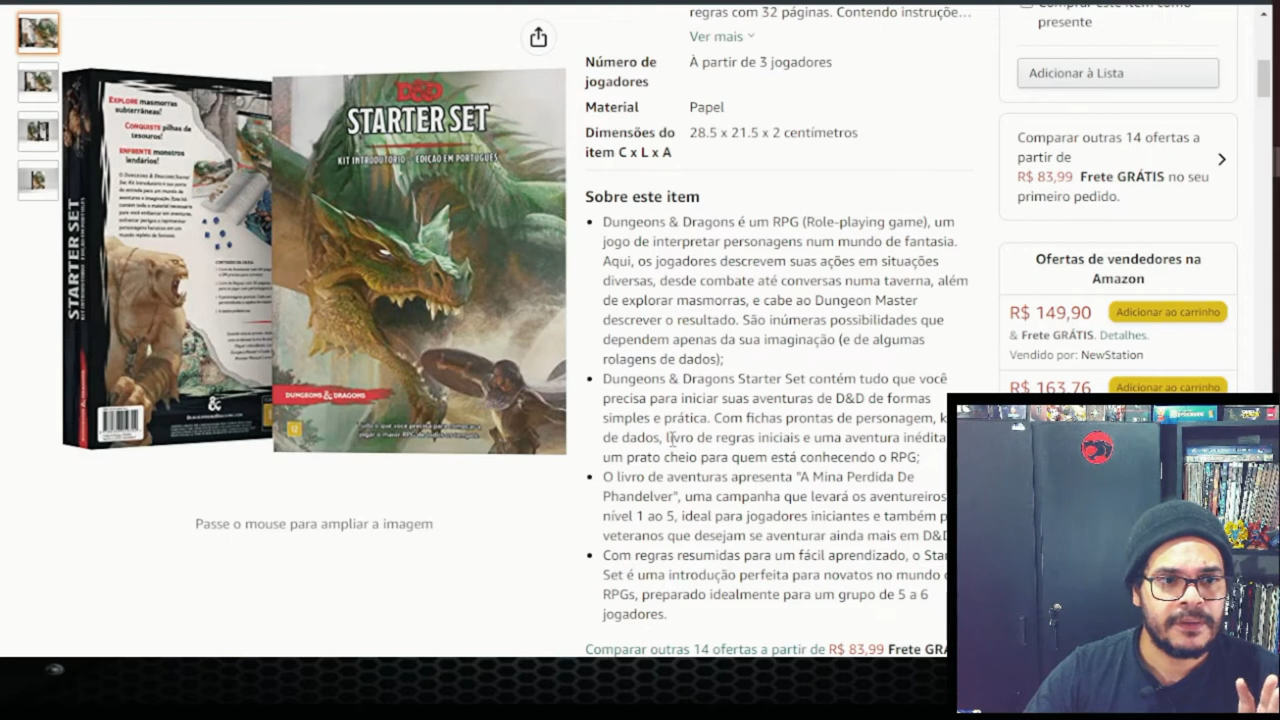 regras com 32 páginas. Contendo instruçõe...
Ver mais
Número de jogadores
À partir de 3 jogadores
Material
Papel
Dimensões do item C x L x A
28.5 x 21.5 x 2 centímetros
Sobre este item
Dungeons & Dragons é um RPG (Role-playing game), um
jogo de interpretar personagens num mundo de fantasia.
Aqui, os jogadores descrevem suas ações em situações
diversas, desde combate até conversas numa taverna, além
de explorar masmorras, e cabe ao Dungeon Master
descrever o resultado. São inúmeras possibilidades que
dependem apenas da sua imaginação (e de algumas
rolagens de dado);
Dungeons & Dragons Starter Set contém tudo que você
precisa para iniciar suas aventuras de D&D de formas
simples e prática. Com fichas prontas de personagem, k
de dados, livro de regras iniciais e uma aventura inédita
um prato cheio para quem está conhecendo o RPG;
O livro de aventuras apresenta "A Mina Perdida De
Phandelver", uma campanha que levará os aventureiros
nível 1 ao 5, ideal para jogadores iniciantes e também p
veteranos que desejam se aventurar ainda mais em D&D
Com regras resumidas para um fácil aprendizado, o Star
Set é uma introdução perfeita para novatos no mundo
RPGs, preparado idealmente para um grupo de 5 a 6
jogadores.
Comparar outras 14 ofertas a partir de R$ 83,99 Frete GRÁ
EXPLORE masmorras
subterrâneas!
CONQUISTE pilhas de
tesouros!
ENFRENTE monstros
lendários!
STARTER SET
D&D
STARTER SET
KIT INTRODUTÓRIO - EDIÇÃO EM PORTUGUÊS
DUNGEONS & DRAGONS
12
Passe o mouse para ampliar a imagem
Comprar este item como
presente
Adicionar à Lista
Comparar outras 14 ofertas a
partir de
R$ 83,99 Frete GRÁTIS no seu
primeiro pedido.
Ofertas de vendedores na
Amazon
R$ 149,90 Adicionar ao carrinho
& Frete GRÁTIS. Detalhes.
Vendido por: NewStation
R$ 163,76 Adicionar ao carrinho